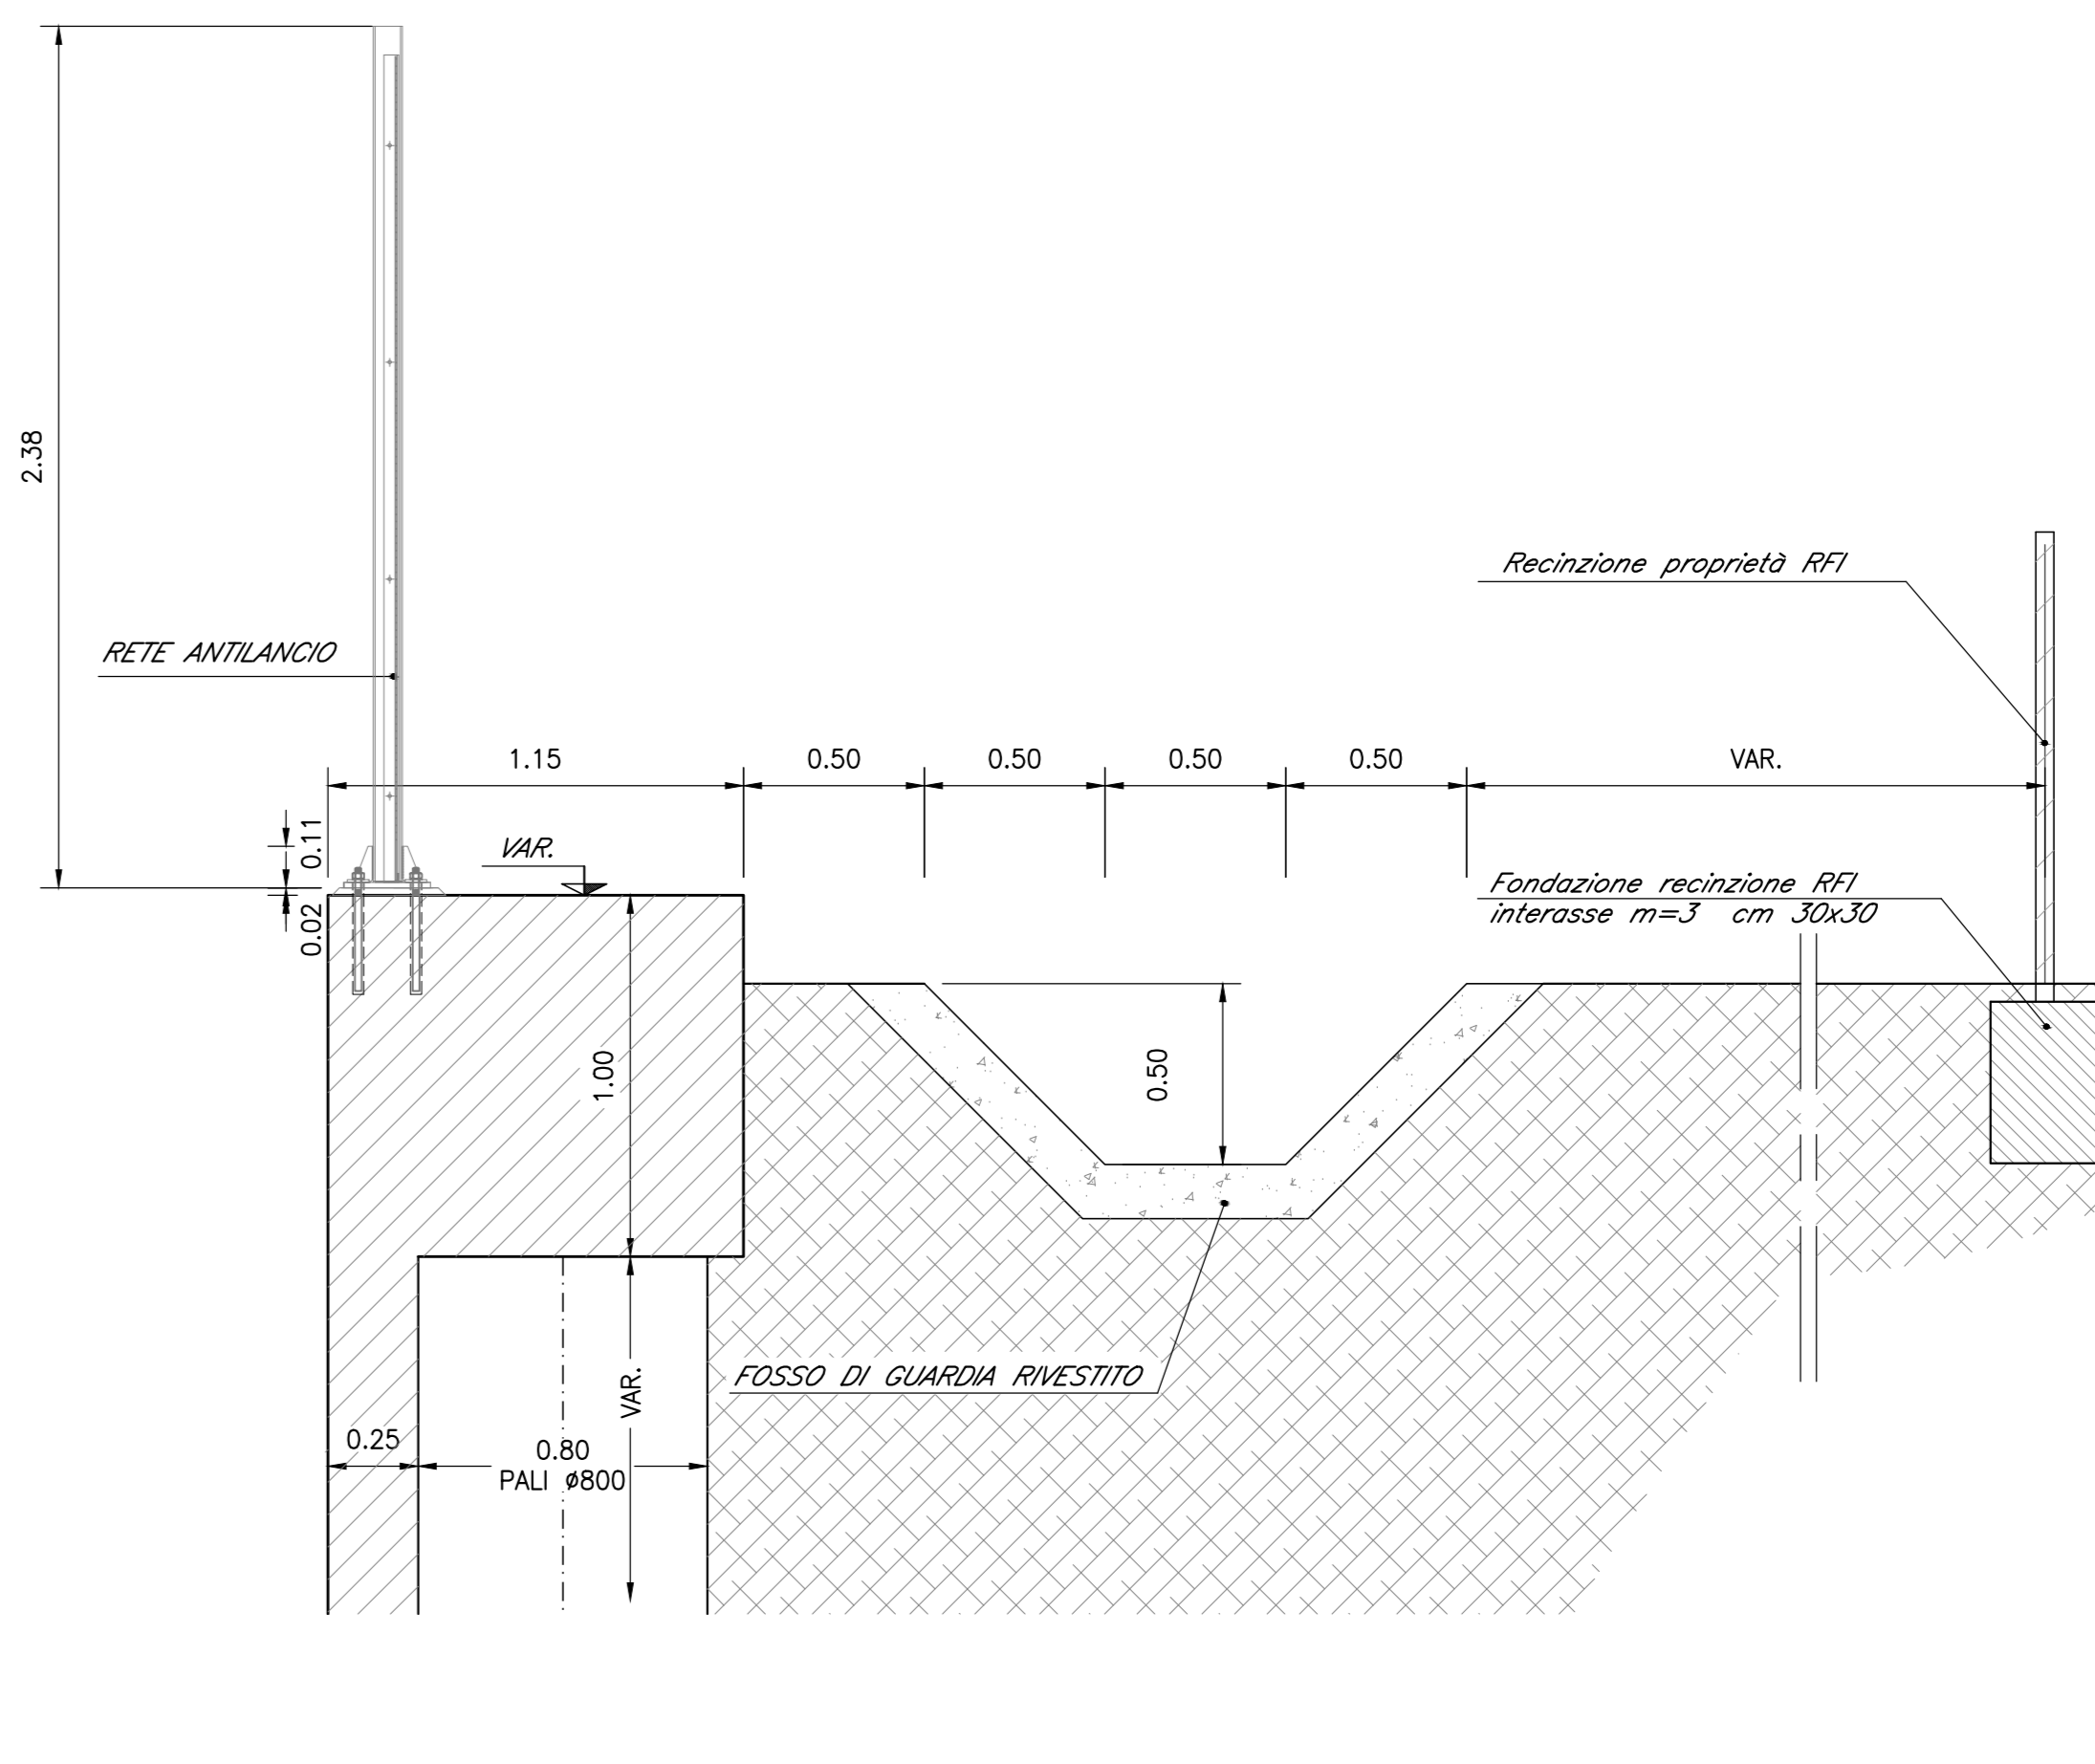 2.38
Recinzione proprietà RFI
RETE ANTILANCIO
1.15
0.50
0.50
0.50
0.50
VAR.
0.11
VAR.
0.02
Fondazione recinzione RFI
interasse m=3 cm 30x30
1.00
0.50
FOSSO DI GUARDIA RIVESTITO
VAR.
0.25
0.80
PALI ø800